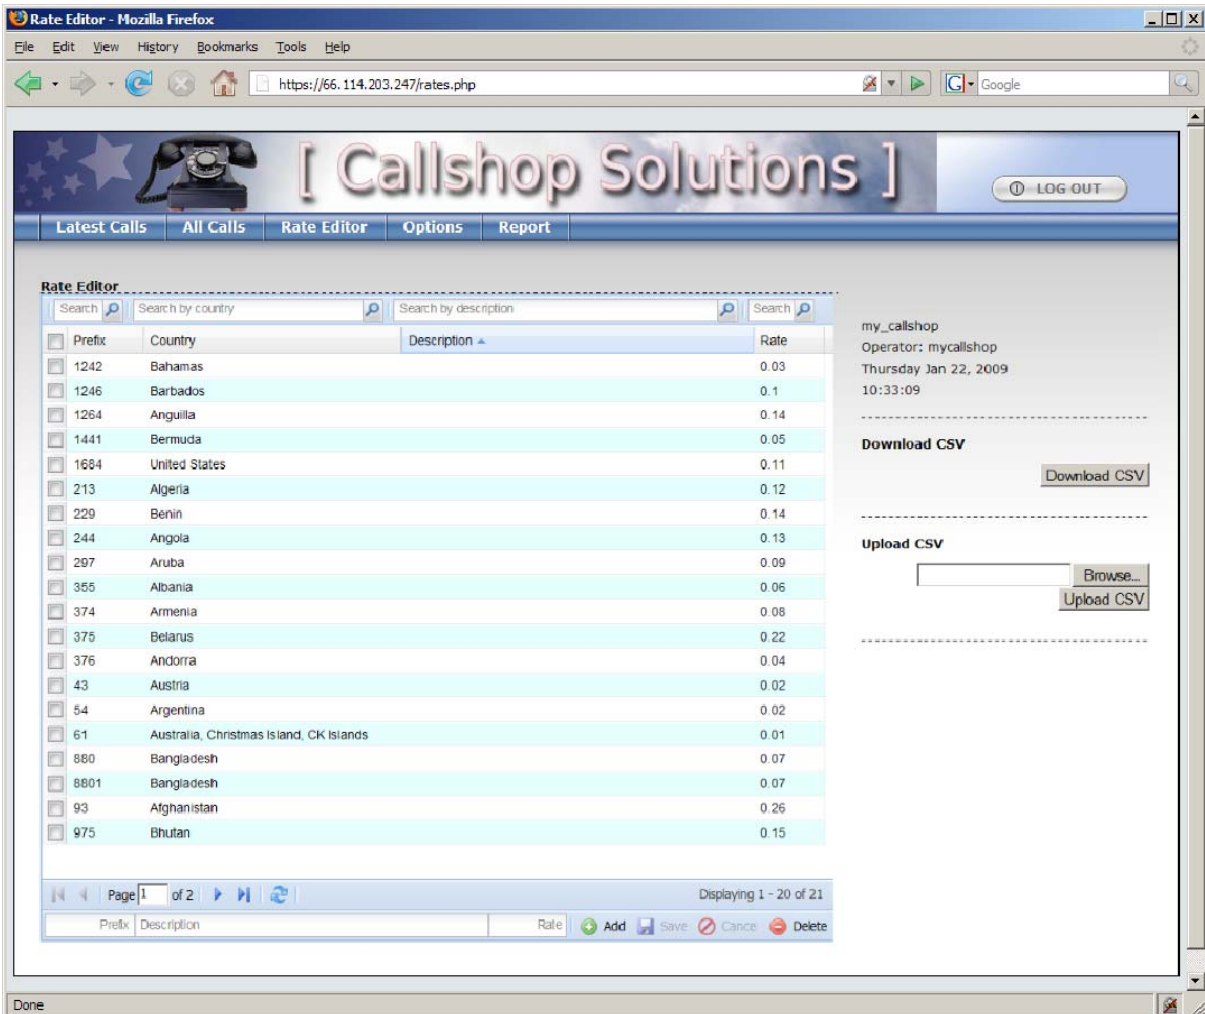 Rate Editor - Mozilla Firefox
File Edit View History Bookmarks Tools Help
https://66.114.203.247/rates.php
G Google
[ Callshop Solutions ]
LOG OUT
Latest Calls All Calls Rate Editor Options Report
Rate Editor
Search Search by country Search by description Search
Prefix Country Description Rate
1242 Bahamas 0.03
1246 Barbados 0.1
1264 Anguilla 0.14
1441 Bermuda 0.05
1684 United States 0.11
213 Algeria 0.12
229 Benin 0.14
244 Angola 0.13
297 Aruba 0.09
355 Albania 0.06
374 Armenia 0.08
375 Belarus 0.22
376 Andorra 0.04
43 Austria 0.02
54 Argentina 0.02
61 Australia, Christmas Island, CK Islands 0.01
880 Bangladesh 0.07
8801 Bangladesh 0.07
93 Afghanistan 0.26
975 Bhutan 0.15
Page 1 of 2 Displaying 1 - 20 of 21
Prefix Description Rate Add Save Cancel Delete
my_callshop
Operator: mycallshop
Thursday Jan 22, 2009
10:33:09
Download CSV
Download CSV
Upload CSV
Browse...
Upload CSV
Done